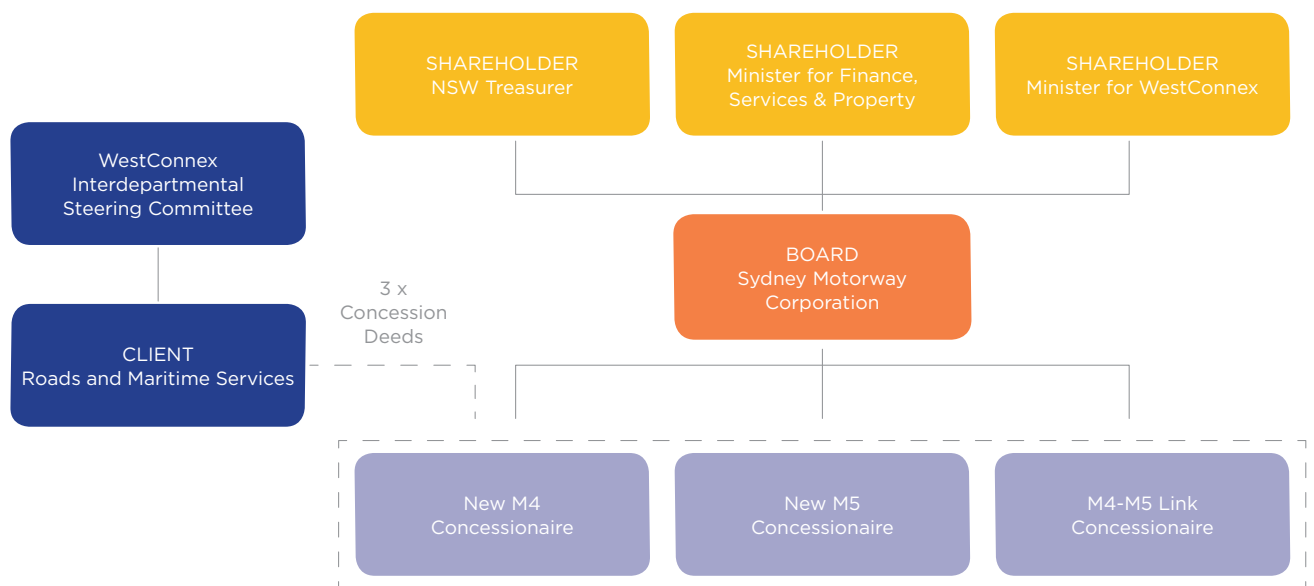 SHAREHOLDER
NSW Treasurer
SHAREHOLDER
Minister for Finance,
Services & Property
SHAREHOLDER
Minister for WestConnex
WestConnex
Interdepartmental
Steering Committee
BOARD
Sydney Motorway
Corporation
3 x
Concession
Deeds
CLIENT
Roads and Maritime Services
New M4
Concessionaire
New M5
Concessionaire
M4-M5 Link
Concessionaire